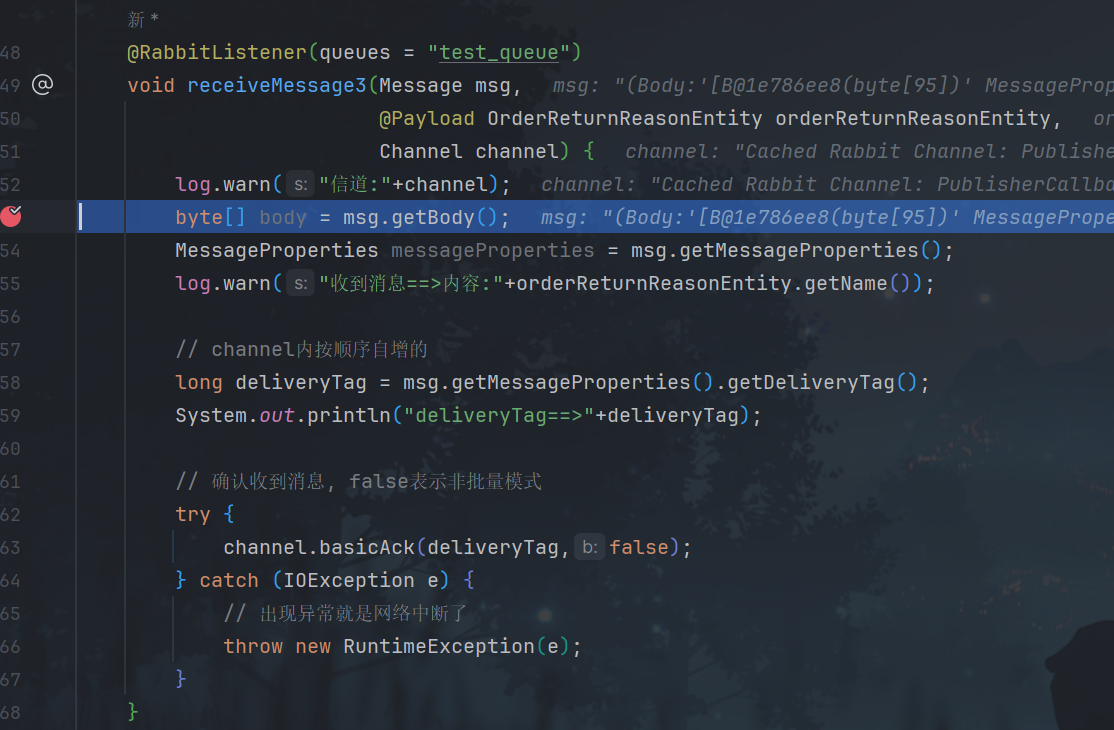 新 *
48 @RabbitListener(queues = "test_queue")
49 void receiveMessage3(Message msg, msg: "(Body:'[B@1e786ee8(byte[95])' MessageProp
50 @Payload OrderReturnReasonEntity orderReturnReasonEntity, or
51 Channel channel) { channel: "Cached Rabbit Channel: Publishe
52 log.warn( s: "信道:"+channel); channel: "Cached Rabbit Channel: PublisherCallba
byte[] body = msg.getBody(); msg: "(Body:'[B@1e786ee8(byte[95])' MessagePrope
54 MessageProperties messageProperties = msg.getMessageProperties();
55 log.warn( s: "收到消息==>内容:"+orderReturnReasonEntity.getName());
56
57 // channel内按顺序自增的
58 long deliveryTag = msg.getMessageProperties().getDeliveryTag();
59 System.out.println("deliveryTag==>"+deliveryTag);
60
61 // 确认收到消息, false表示非批量模式
62 try {
63 channel.basicAck(deliveryTag, b: false);
64 } catch (IOException e) {
65 // 出现异常就是网络中断了
66 throw new RuntimeException(e);
67 }
68 }